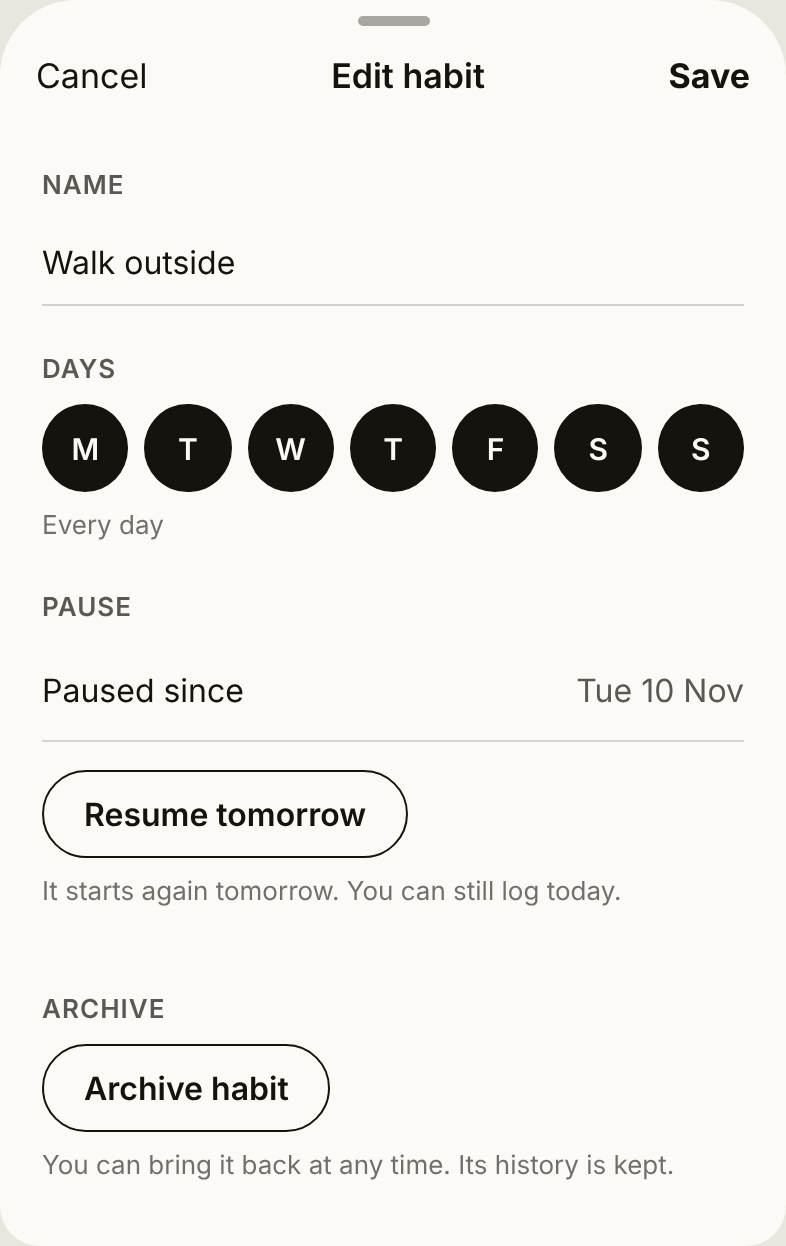 Cancel Edit habit Save
NAME
Walk outside
DAYS
M T W T F S S
Every day
PAUSE
Paused since Tue 10 Nov
Resume tomorrow
It starts again tomorrow. You can still log today.
ARCHIVE
Archive habit
You can bring it back at any time. Its history is kept.